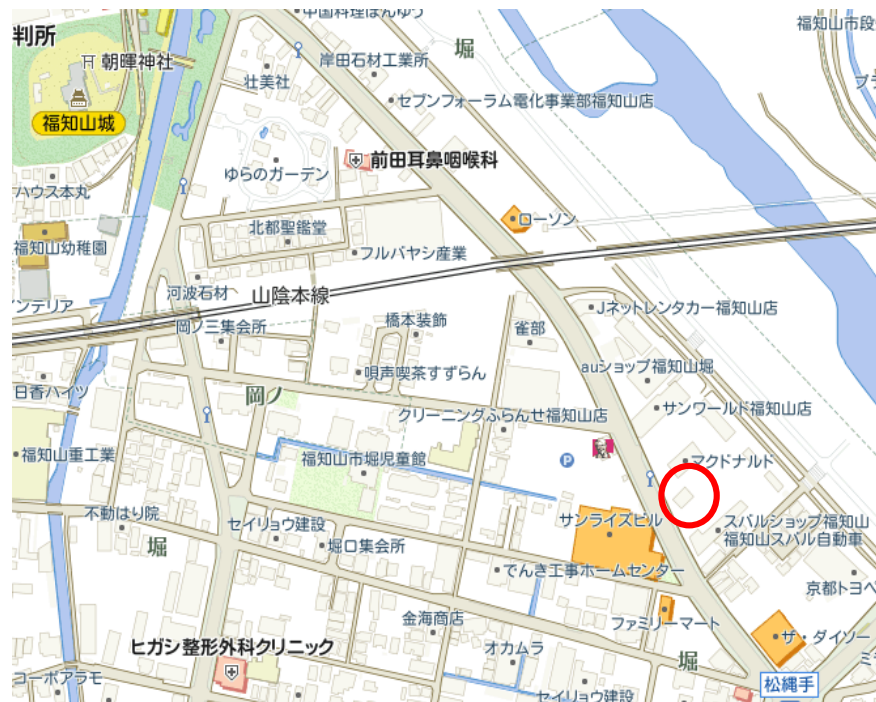 中国料理ほんゆう
福知山市段
判所
堀
朝暉神社
岸田石材工業所
壮美社
セブンフォーラム電化事業部福知山店
福知山城
前田耳鼻咽喉科
ゆらのガーデン
ハウス本丸
ローソン
北都聖鑑堂
福知山幼稚園
フルバヤシ産業
河波石材
山陰本線
インテリア
Jネットレンタカー福知山店
岡ノ三集会所
橋本装飾
雀部
auショップ福知山堀
唄声喫茶すずらん
日香ハイツ
岡ノ
サンワールド福知山店
クリーニングふらんせ福知山店
福知山重工業
福知山市堀児童館
P
マクドナルド
不動はり院
セイリョウ建設
サンライズビル
スバルショップ福知山
福知山スバル自動車
堀
堀口集会所
でんき工事ホームセンター
京都トヨペ
金海商店
ファミリーマート
ヒガシ整形外科クリニック
オカムラ
ザ・ダイソー
堀
コーポアラモ
松縄手
セイリョウ建設